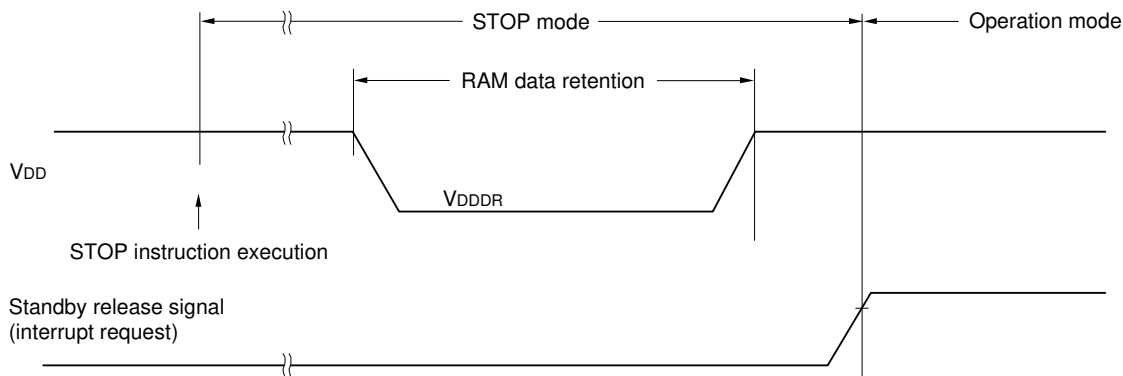 STOP mode
Operation mode
RAM data retention
VDD
VDDDR
STOP instruction execution
Standby release signal
(interrupt request)